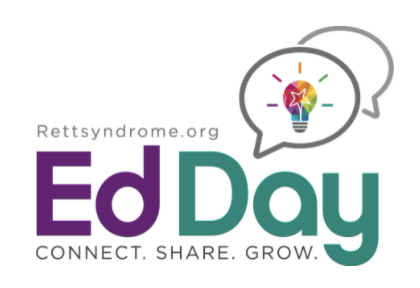 Rettsyndrome.org
Ed Day
CONNECT. SHARE. GROW.